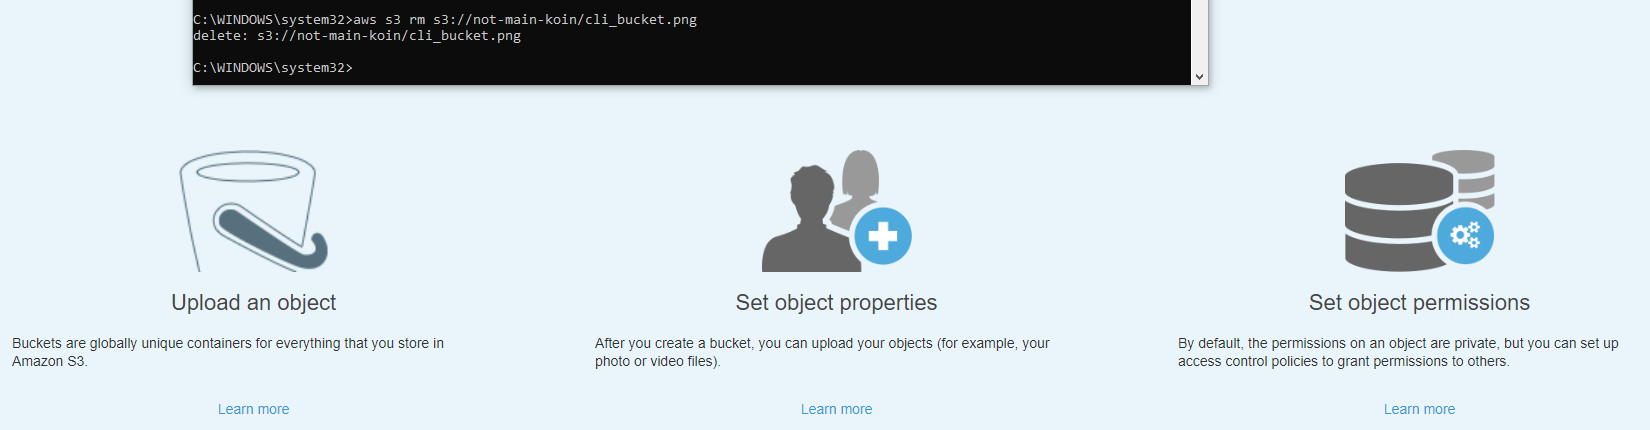 C:\WINDOWS\system32>aws s3 rm s3://not-main-koin/cli_bucket.png
delete: s3://not-main-koin/cli_bucket.png
C:\WINDOWS\system32>
Upload an object
Buckets are globally unique containers for everything that you store in
Amazon S3.
Learn more
Set object properties
After you create a bucket, you can upload your objects (for example, your
photo or video files).
Learn more
Set object permissions
By default, the permissions on an object are private, but you can set up
access control policies to grant permissions to others.
Learn more